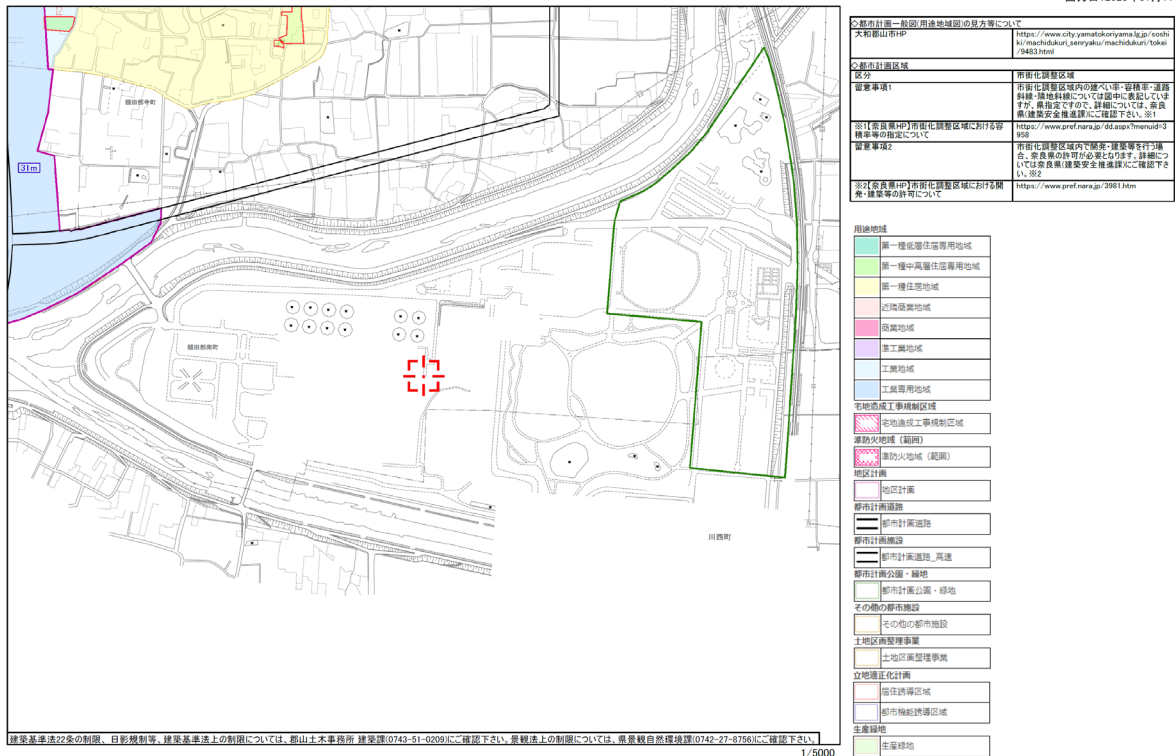 ◇都市計画一般図(用途地域図)の見方等について
大和郡山市HP
https://www.city.yamatokoriyama.lg.jp/soshi
ki/machidukuri_senryaku/machidukuri/tokei
/9483.html
◇都市計画区域
区分
市街化調整区域
留意事項1
市街化調整区域内の建ぺい率・容積率・道路
斜線・隣地斜線については図中に表記していま
すが、県指定ですので、詳細については、奈良
県(建築安全推進課)にご確認下さい。※1
※1【奈良県HP】市街化調整区域における容
積率等の指定について
https://www.pref.nara.jp/dd.aspx?menuid=3
958
留意事項2
市街化調整区域内で開発・建築等を行う場
合、奈良県の許可が必要となります。詳細につ
いては奈良県(建築安全推進課)にご確認下さ
い。※2
※2【奈良県HP】市街化調整区域における開
発・建築等の許可について
https://www.pref.nara.jp/3981.htm
額田部寺町
31m
額田部南町
川西町
用途地域
第一種低層住居専用地域
第一種中高層住居専用地域
第一種住居地域
近隣商業地域
商業地域
準工業地域
工業地域
工業専用地域
宅地造成工事規制区域
宅地造成工事規制区域
準防火地域（範囲）
準防火地域（範囲）
地区計画
地区計画
都市計画道路
都市計画道路
都市計画施設
都市計画道路_高速
都市計画公園・緑地
都市計画公園・緑地
その他の都市施設
その他の都市施設
土地区画整理事業
土地区画整理事業
立地適正化計画
居住誘導区域
都市機能誘導区域
生産緑地
生産緑地
建築基準法22条の制限、日影規制等、建築基準法上の制限については、郡山土木事務所 建築課(0743-51-0209)にご確認下さい。景観法上の制限については、県景観自然環境課(0742-27-8756)にご確認下さい。
1/5000